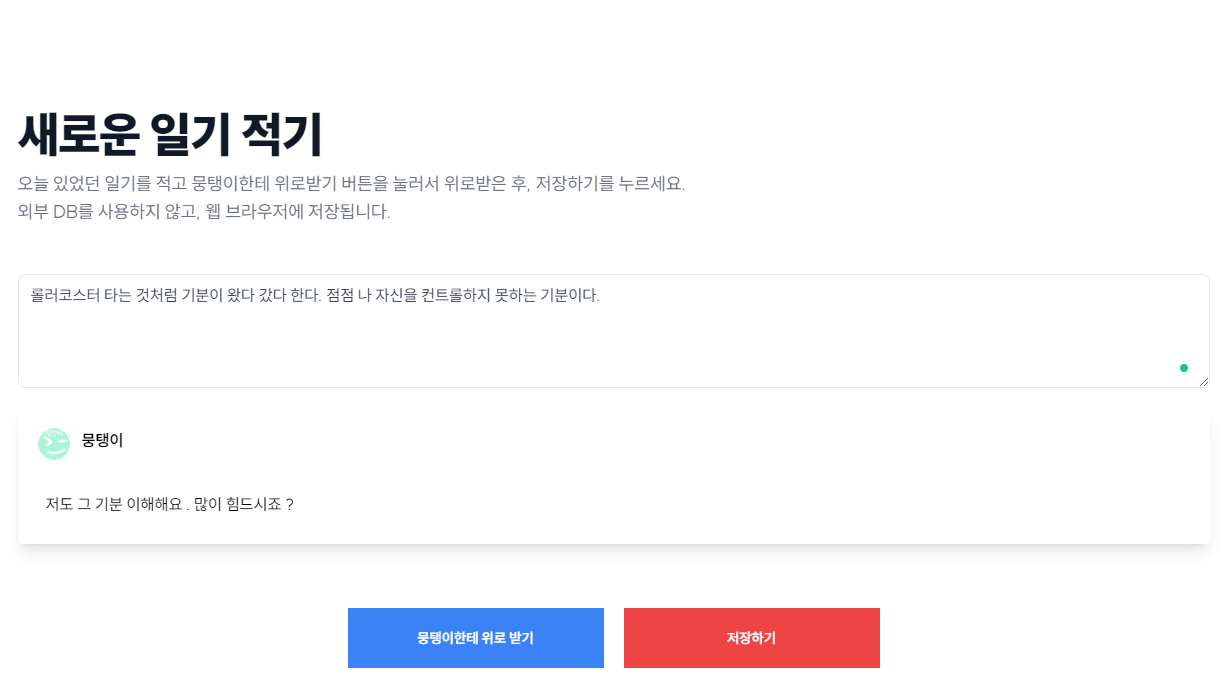 새로운 일기 적기
오늘 있었던 일기를 적고 뭉탱이한테 위로받기 버튼을 눌러서 위로받은 후, 저장하기를 누르세요.
외부 DB를 사용하지 않고, 웹 브라우저에 저장됩니다.
롤러코스터 타는 것처럼 기분이 왔다 갔다 한다. 점점 나 자신을 컨트롤하지 못하는 기분이다.
뭉탱이
저도 그 기분 이해해요 . 많이 힘드시죠 ?
뭉탱이한테 위로 받기
저장하기